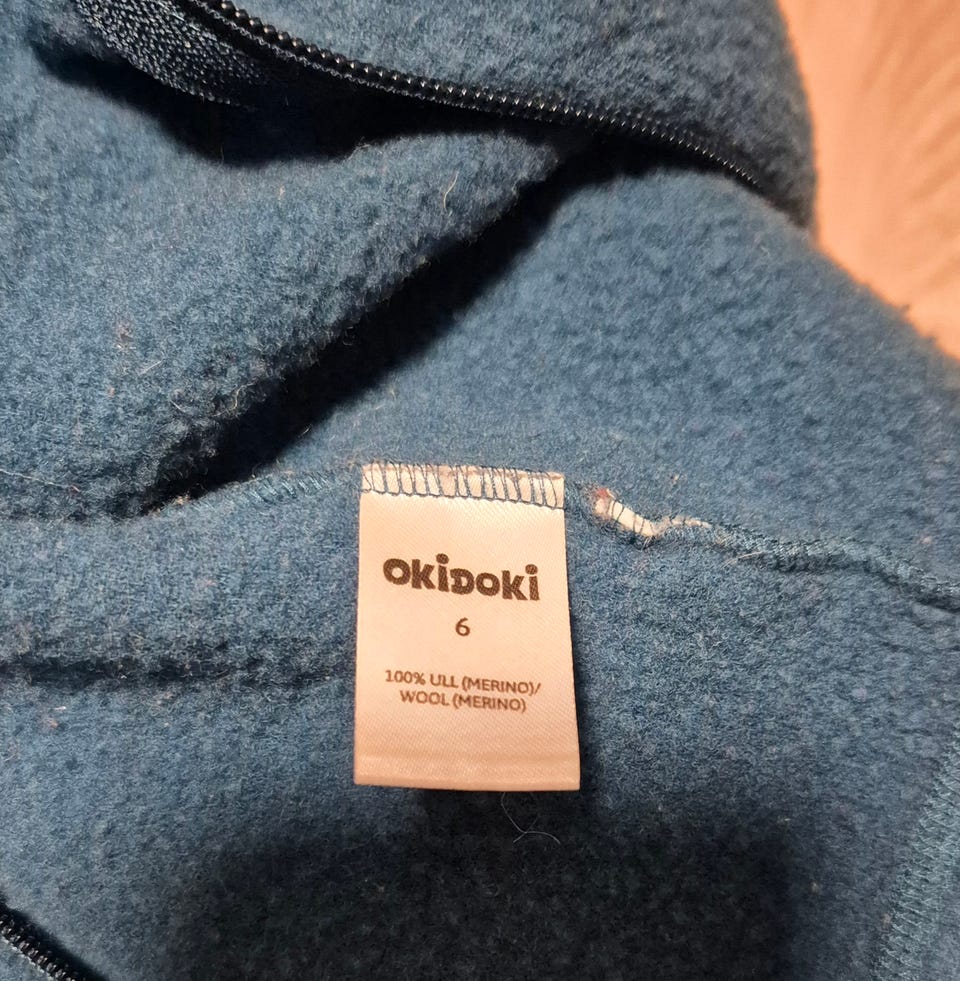 OKiDOKi
6
100% ULL (MERINO)/
WOOL (MERINO)